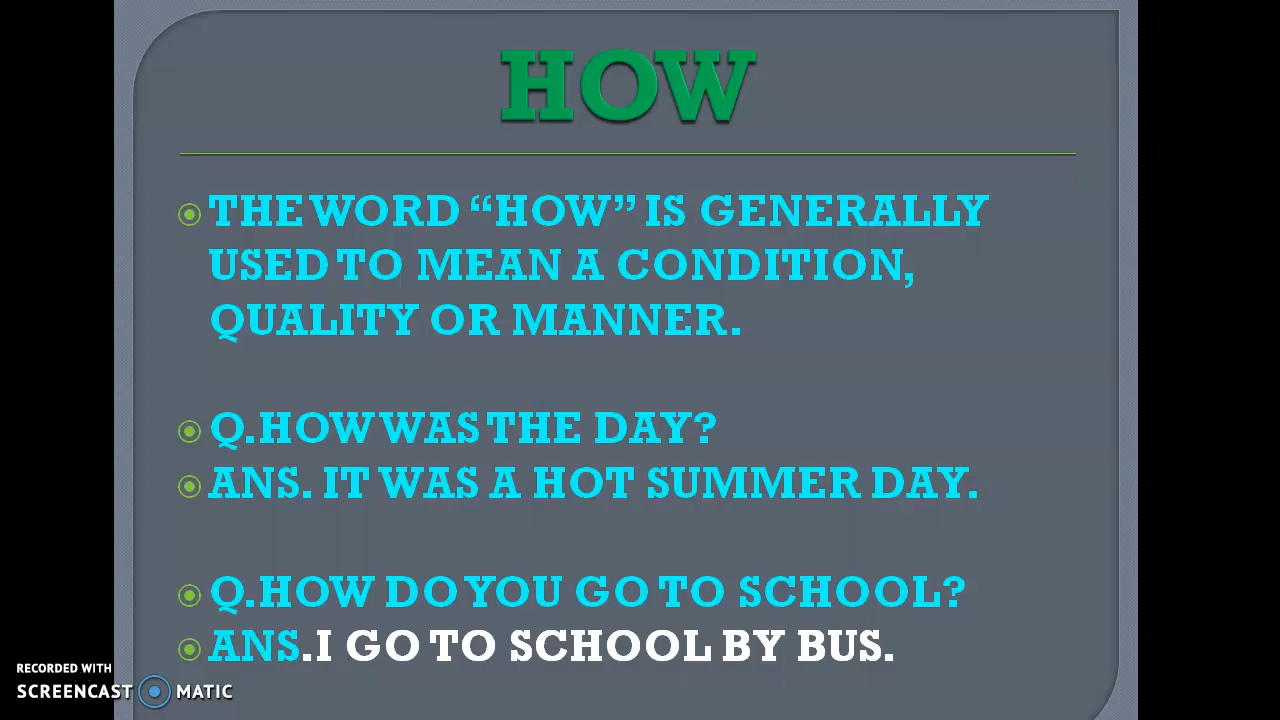 HOW
THE WORD “HOW” IS GENERALLY
USED TO MEAN A CONDITION,
QUALITY OR MANNER.
Q.HOW WAS THE DAY?
ANS. IT WAS A HOT SUMMER DAY.
Q.HOW DO YOU GO TO SCHOOL?
ANS.I GO TO SCHOOL BY BUS.
RECORDED WITH
SCREENCAST MATIC